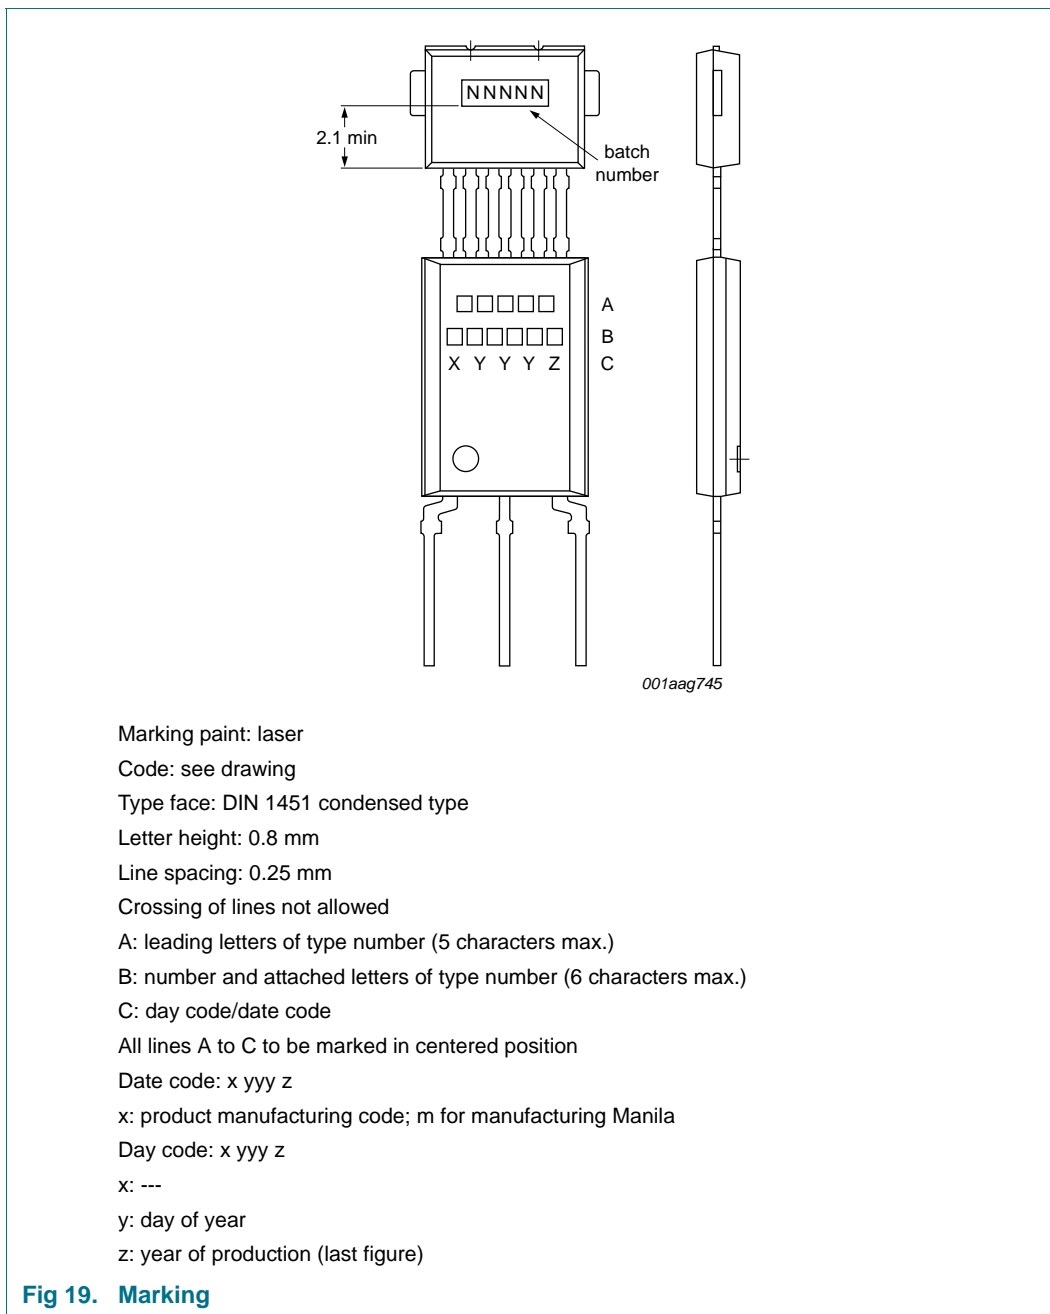 NNNNN
2.1 min
batch
number
A
B
X Y Y Y Z C
001aag745
Marking paint: laser
Code: see drawing
Type face: DIN 1451 condensed type
Letter height: 0.8 mm
Line spacing: 0.25 mm
Crossing of lines not allowed
A: leading letters of type number (5 characters max.)
B: number and attached letters of type number (6 characters max.)
C: day code/date code
All lines A to C to be marked in centered position
Date code: x yyy z
x: product manufacturing code; m for manufacturing Manila
Day code: x yyy z
x: ---
y: day of year
z: year of production (last figure)
Fig 19. Marking